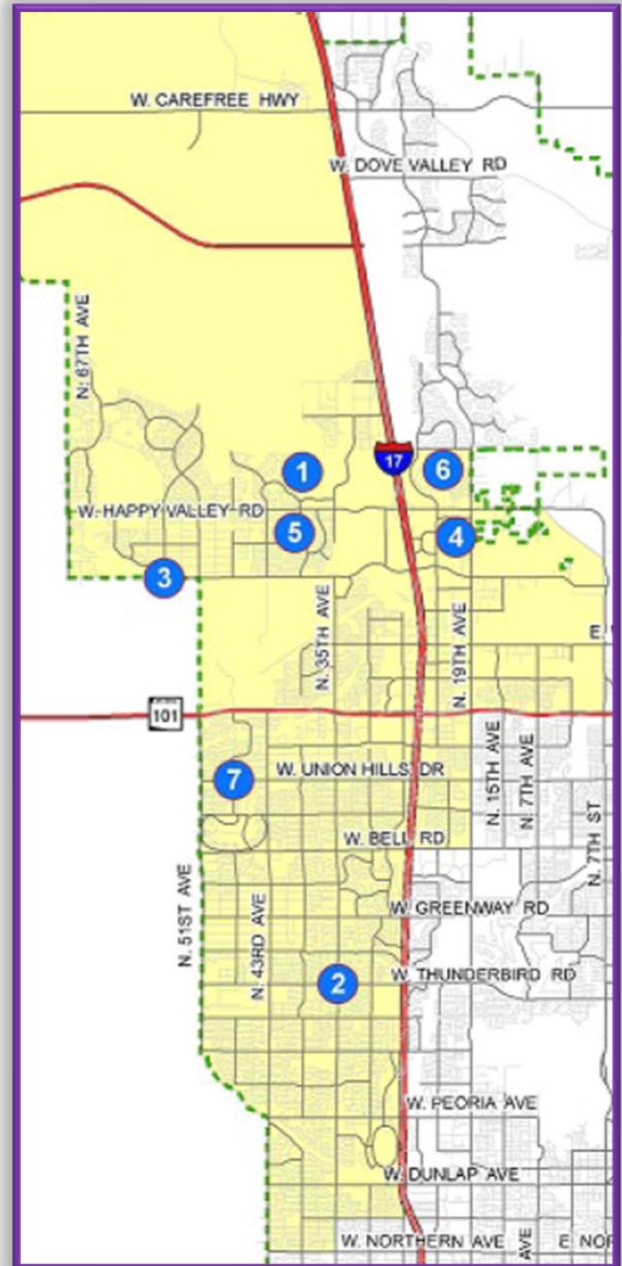 W. CAREFREE HWY
W. DOVE VALLEY RD
N. 67TH AVE
17
1
6
W. HAPPY VALLEY RD
5
4
3
N. 35TH AVE
N. 19TH AVE
E
101
W. UNION HILLS DR
7
N. 15TH AVE
N. 7TH AVE
N. 7TH ST
W. BELL RD
N. 51ST AVE
N. 43RD AVE
W. GREENWAY RD
W. THUNDERBIRD RD
2
W. PEORIA AVE
W. DUNLAP AVE
W. NORTHERN AVE
AVE
E NOR